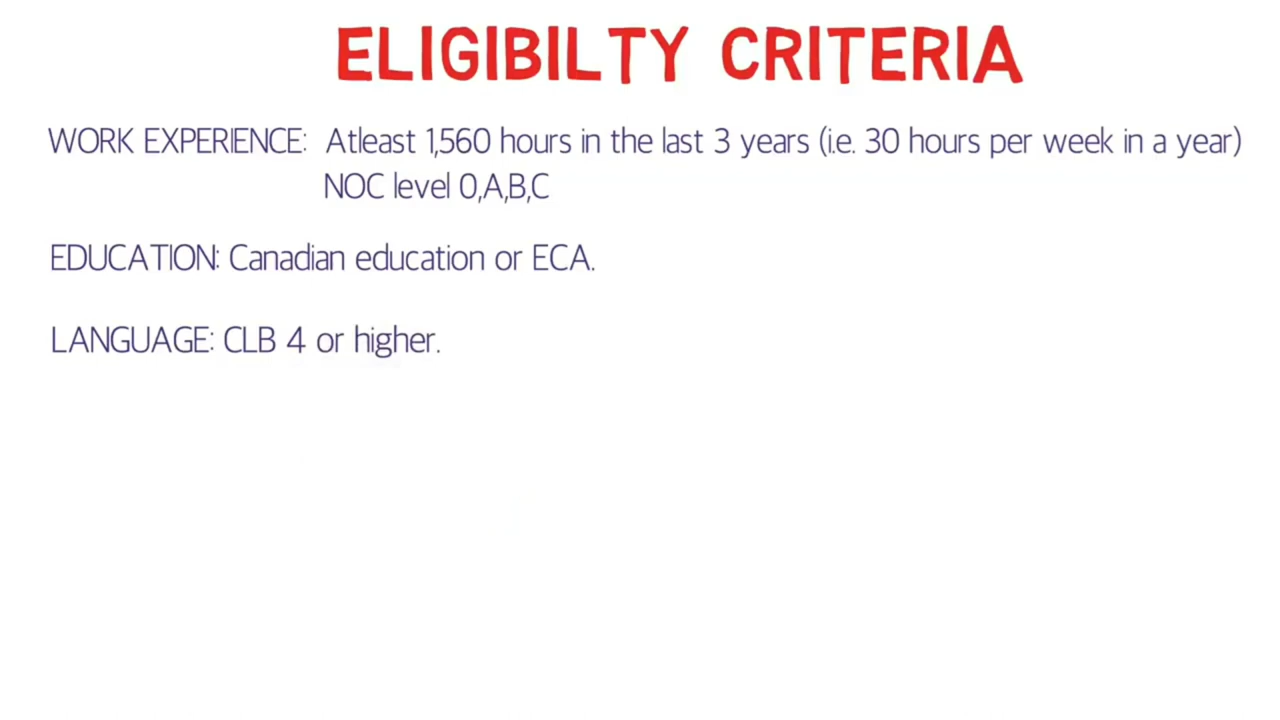 ELIGIBILTY CRITERIA
WORK EXPERIENCE: Atleast 1,560 hours in the last 3 years (i.e. 30 hours per week in a year)
NOC level 0,A,B,C
EDUCATION: Canadian education or ECA.
LANGUAGE: CLB 4 or higher.